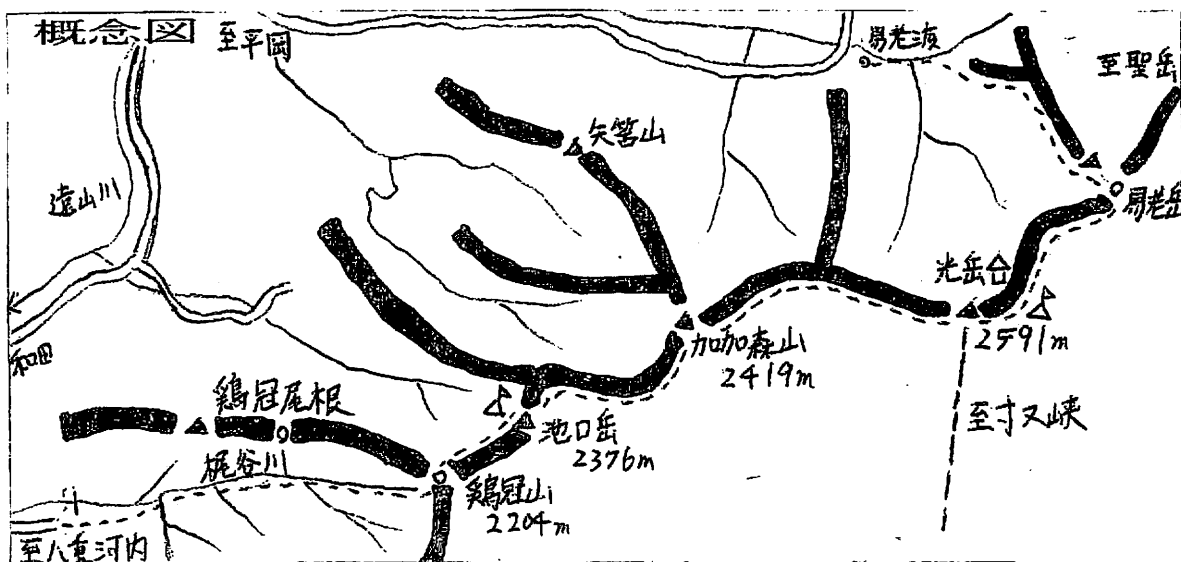 概念図
至平岡
易老渡
至聖岳
矢筈山
遠山川
易老岳
光岳
2591m
加加森山
2419m
和田
鶏冠尾根
池口岳
2376m
至寸又峡
梶谷川
鶏冠山
2204m
至八重河内